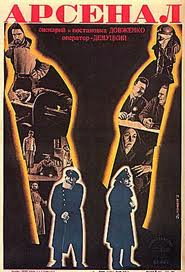 АРСЕНАЛ
сценарий и постановка ДОВЖЕНКО
оператор-ДЕМУЦКИЙ